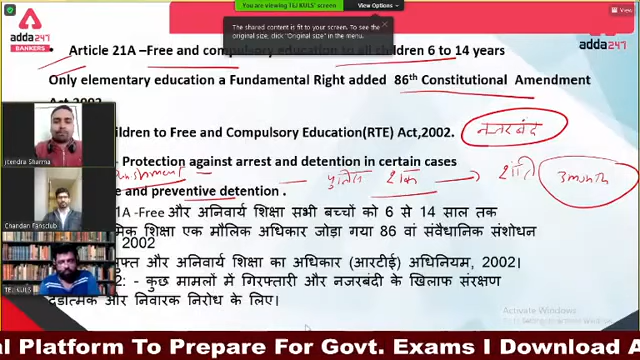 You are viewing TEJ KULS' screen
View Options
View
The shared content is fit to your screen. To see the
original size, click "Original size" in the menu.
adda247
BANKERS
adda247
• Article 21A –Free and compulsory education to all children 6 to 14 years
Only elementary education a Fundamental Right added 86th Constitutional Amendment
Act 2002
hildren to Free and Compulsory Education(RTE) Act,2002.
नजरबंद
- Protection against arrest and detention in certain cases
3 month
e and preventive detention .
1A -Free और अनिवार्य शिक्षा सभी बच्चों को 6 से 14 साल तक
मिक शिक्षा एक मौलिक अधिकार जोड़ा गया 86 वां संवैधानिक संशोधन
2002
फ्त और अनिवार्य शिक्षा का अधिकार (आरटीई) अधिनियम, 2002।
2: - कुछ मामलों में गिरफ्तारी और नजरबंदी के खिलाफ संरक्षण
दंडात्मक और निवारक निरोध के लिए।
jitendra Sharma
Chandan Fansclub
TEJ KULS
Activate Windows
al Platform To Prepare For Govt. Exams I Download A